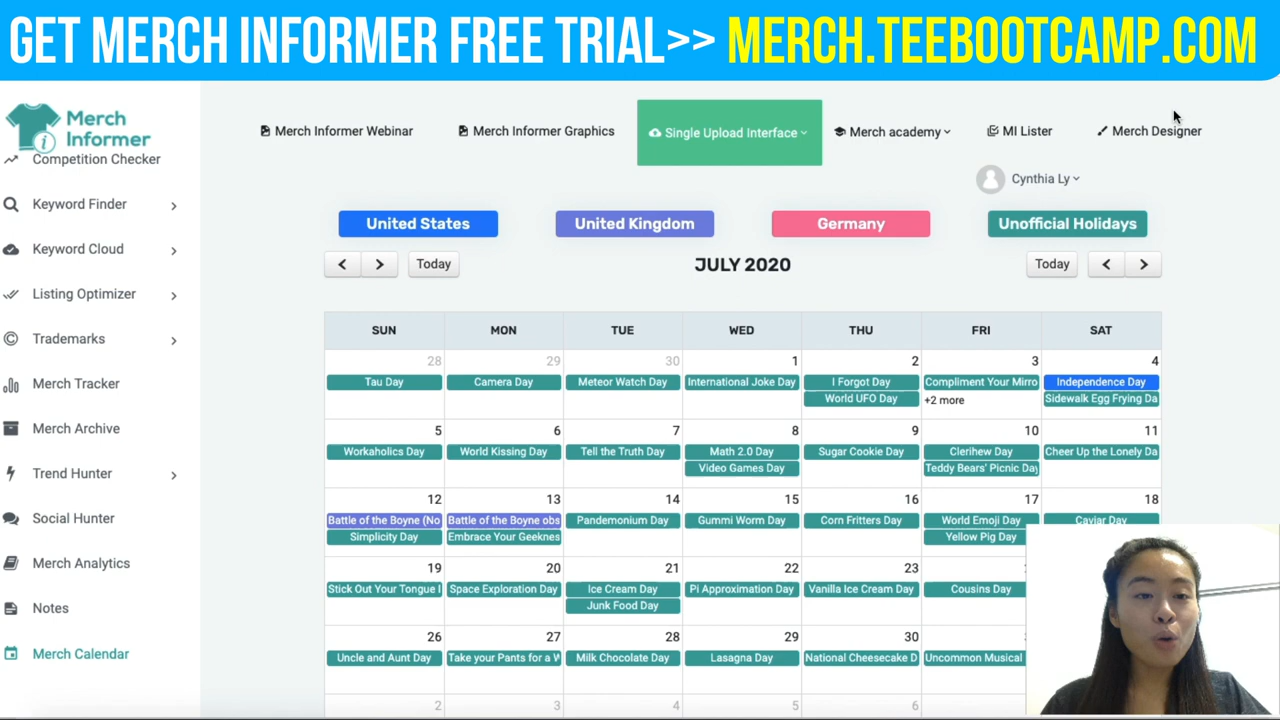 GET MERCH INFORMER FREE TRIAL>> MERCH.TEEBOOTCAMP.COM
Merch
Informer
Competition Checker
Keyword Finder
Keyword Cloud
Listing Optimizer
Trademarks
Merch Tracker
Merch Archive
Trend Hunter
Social Hunter
Merch Analytics
Notes
Merch Calendar
Merch Informer Webinar Merch Informer Graphics Single Upload Interface Merch academy MI Lister Merch Designer
Cynthia Ly
United States United Kingdom Germany Unofficial Holidays
Today JULY 2020 Today
SUN MON TUE WED THU FRI SAT
28 29 30 1 2 3 4
Tau Day Camera Day Meteor Watch Day International Joke Day I Forgot Day Compliment Your Mirro Independence Day
World UFO Day +2 more Sidewalk Egg Frying Da
5 6 7 8 9 10 11
Workaholics Day World Kissing Day Tell the Truth Day Math 2.0 Day Sugar Cookie Day Clerihew Day Cheer Up the Lonely Da
Video Games Day Teddy Bears' Picnic Day
12 13 14 15 16 17 18
Battle of the Boyne (No Battle of the Boyne obs Pandemonium Day Gummi Worm Day Corn Fritters Day World Emoji Day Caviar Day
Simplicity Day Embrace Your Geeknes Yellow Pig Day
19 20 21 22 23
Stick Out Your Tongue Space Exploration Day Ice Cream Day Pi Approximation Day Vanilla Ice Cream Day Cousins Day
Junk Food Day
26 27 28 29 30
Uncle and Aunt Day Take your Pants for a W Milk Chocolate Day Lasagna Day National Cheesecake D Uncommon Musical
2 3 4 5 6